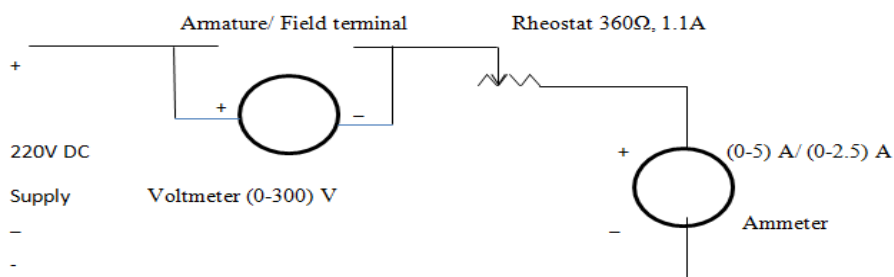 Armature/ Field terminal
Rheostat 360Ω, 1.1A
+
+
–
220V DC
+
(0-5) A/ (0-2.5) A
Supply
Voltmeter (0-300) V
–
–
Ammeter
-